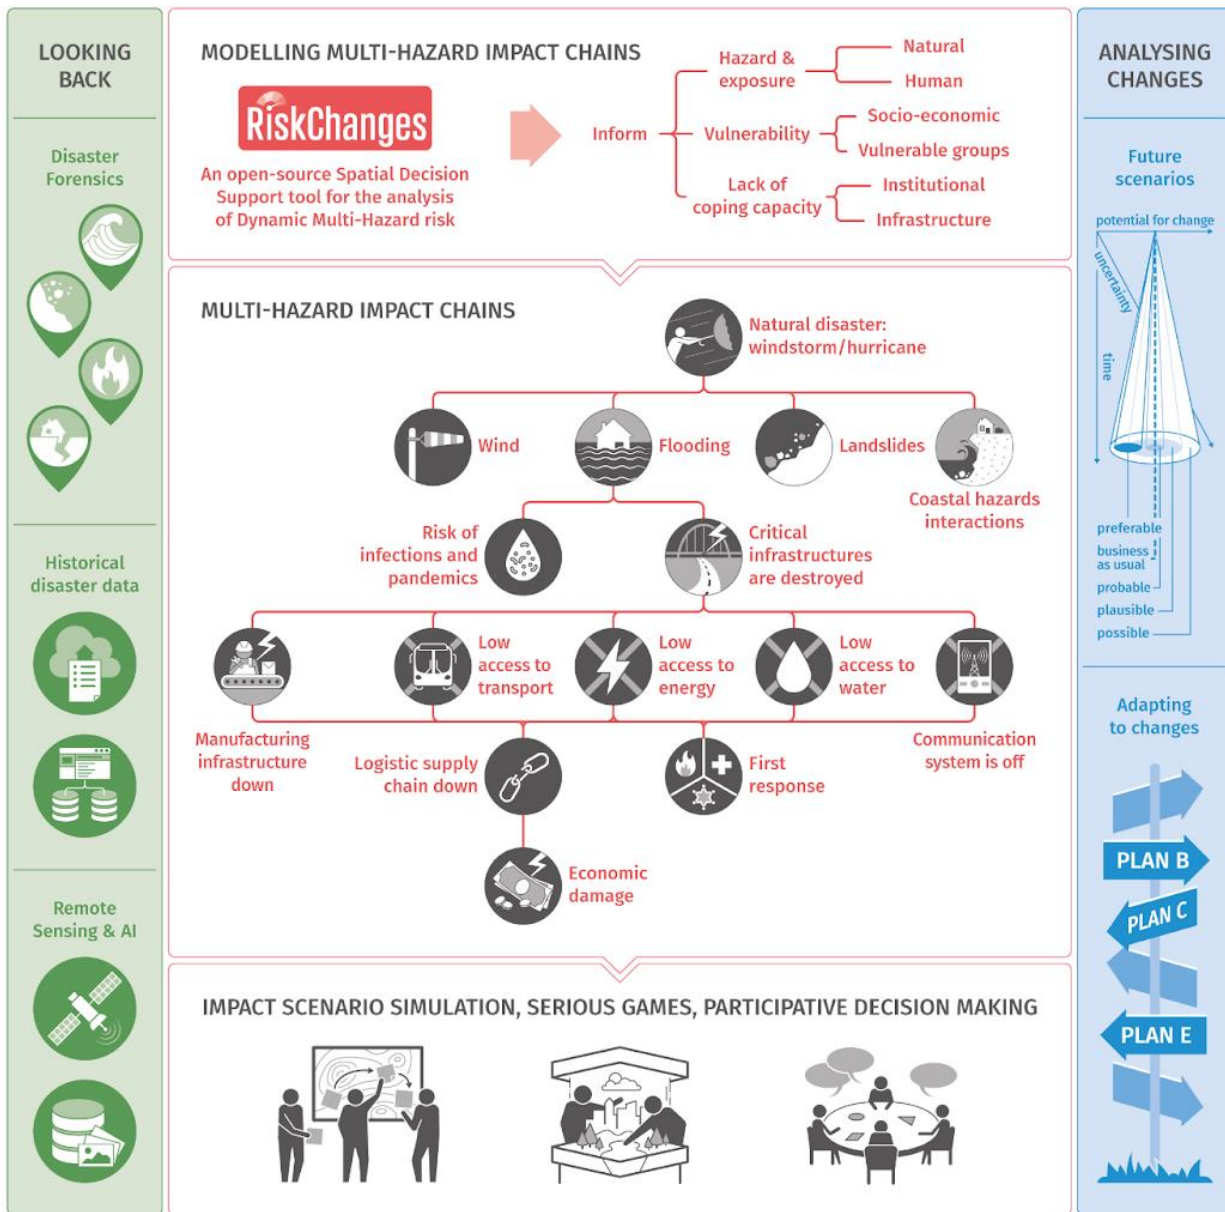 LOOKING
BACK
Disaster
Forensics
Historical
disaster data
Remote
Sensing & AI
MODELLING MULTI-HAZARD IMPACT CHAINS
RiskChanges
An open-source Spatial Decision
Support tool for the analysis
of Dynamic Multi-Hazard risk
Inform
Hazard &
exposure
Natural
Human
Vulnerability
Socio-economic
Vulnerable groups
Lack of
coping capacity
Institutional
Infrastructure
MULTI-HAZARD IMPACT CHAINS
Natural disaster:
windstorm/hurricane
Wind
Flooding
Landslides
Coastal hazards
interactions
Risk of
infections and
pandemics
Critical
infrastructures
are destroyed
Manufacturing
infrastructure
down
Low
access to
transport
Low
access to
energy
Low
access to
water
Communication
system is off
Logistic supply
chain down
First
response
Economic
damage
IMPACT SCENARIO SIMULATION, SERIOUS GAMES, PARTICIPATIVE DECISION MAKING
ANALYSING
CHANGES
Future
scenarios
potential for change
uncertainty
time
preferable
business
as usual
probable
plausible
possible
Adapting
to changes
PLAN B
PLAN C
PLAN E